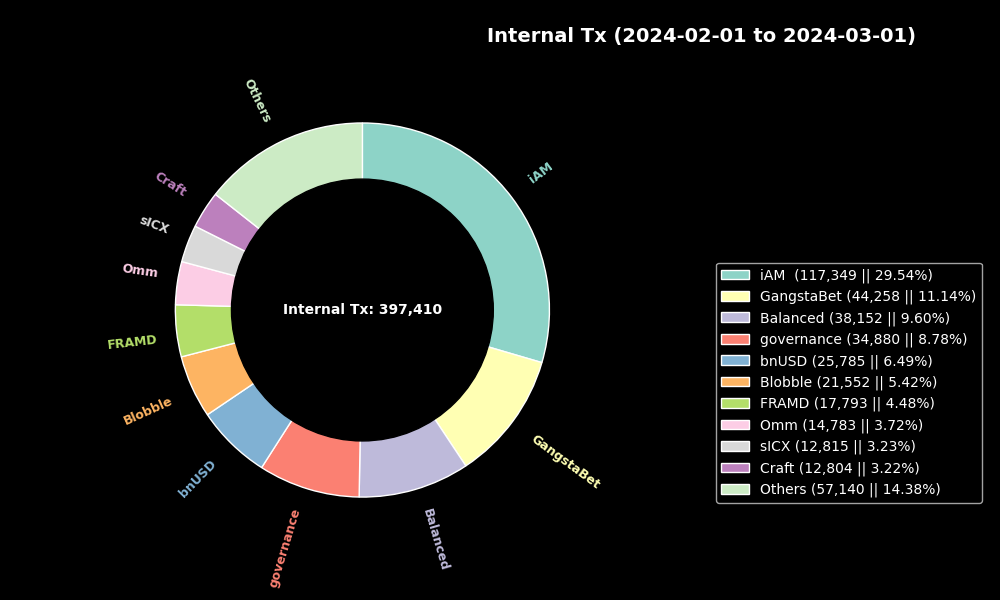 Internal Tx (2024-02-01 to 2024-03-01)
Others
iAM
Craft
sICX
Omm
FRAMD
Blobble
bnUSD
governance
Balanced
GangstaBet
Internal Tx: 397,410
iAM  (117,349 || 29.54%)
GangstaBet (44,258 || 11.14%)
Balanced (38,152 || 9.60%)
governance (34,880 || 8.78%)
bnUSD (25,785 || 6.49%)
Blobble (21,552 || 5.42%)
FRAMD (17,793 || 4.48%)
Omm (14,783 || 3.72%)
sICX (12,815 || 3.23%)
Craft (12,804 || 3.22%)
Others (57,140 || 14.38%)